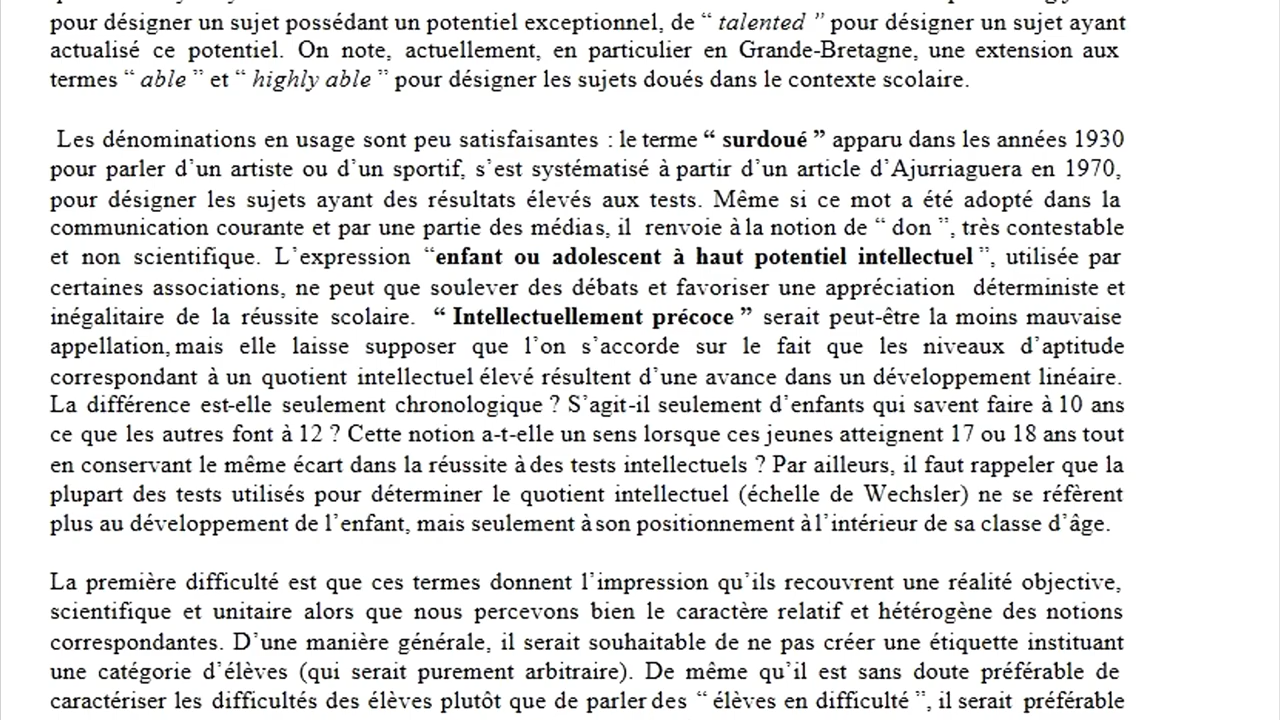 pour désigner un sujet possédant un potentiel exceptionnel, de “ talented ” pour désigner un sujet ayant
actualisé ce potentiel. On note, actuellement, en particulier en Grande-Bretagne, une extension aux
termes “ able ” et “ highly able ” pour désigner les sujets doués dans le contexte scolaire.
Les dénominations en usage sont peu satisfaisantes : le terme “ surdoué ” apparu dans les années 1930
pour parler d’un artiste ou d’un sportif, s’est systématisé à partir d’un article d’Ajurriaguera en 1970,
pour désigner les sujets ayant des résultats élevés aux tests. Même si ce mot a été adopté dans la
communication courante et par une partie des médias, il renvoie à la notion de “ don ”, très contestable
et non scientifique. L’expression “enfant ou adolescent à haut potentiel intellectuel ”, utilisée par
certaines associations, ne peut que soulever des débats et favoriser une appréciation déterministe et
inégalitaire de la réussite scolaire. “ Intellectuellement précoce ” serait peut-être la moins mauvaise
appellation, mais elle laisse supposer que l’on s’accorde sur le fait que les niveaux d’aptitude
correspondant à un quotient intellectuel élevé résultent d’une avance dans un développement linéaire.
La différence est-elle seulement chronologique ? S’agit-il seulement d’enfants qui savent faire à 10 ans
ce que les autres font à 12 ? Cette notion a-t-elle un sens lorsque ces jeunes atteignent 17 ou 18 ans tout
en conservant le même écart dans la réussite à des tests intellectuels ? Par ailleurs, il faut rappeler que la
plupart des tests utilisés pour déterminer le quotient intellectuel (échelle de Wechsler) ne se réfèrent
plus au développement de l’enfant, mais seulement à son positionnement à l’intérieur de sa classe d’âge.
La première difficulté est que ces termes donnent l’impression qu’ils recouvrent une réalité objective,
scientifique et unitaire alors que nous percevons bien le caractère relatif et hétérogène des notions
correspondantes. D’une manière générale, il serait souhaitable de ne pas créer une étiquette instituant
une catégorie d’élèves (qui serait purement arbitraire). De même qu’il est sans doute préférable de
caractériser les difficultés des élèves plutôt que de parler des “ élèves en difficulté ”, il serait préférable